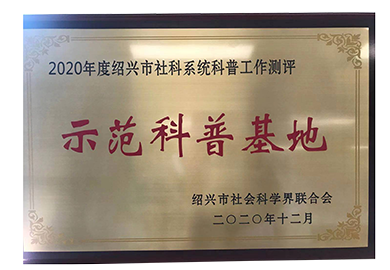 2020年度绍兴市社科系统科普工作测评
示范科普基地
绍兴市社会科学界联合会
二〇二〇年十二月